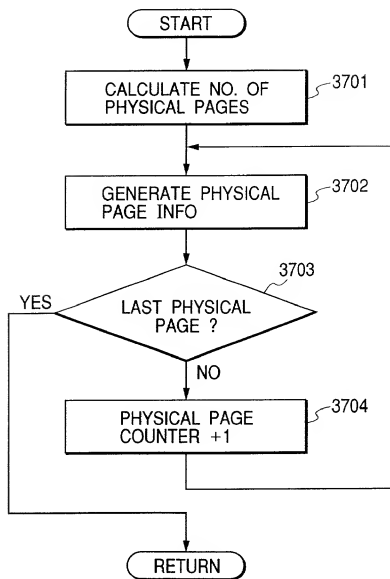 START
CALCULATE NO. OF
PHYSICAL PAGES
3701
GENERATE PHYSICAL
PAGE INFO
3702
3703
YES
LAST PHYSICAL
PAGE ?
NO
PHYSICAL PAGE
COUNTER +1
3704
RETURN